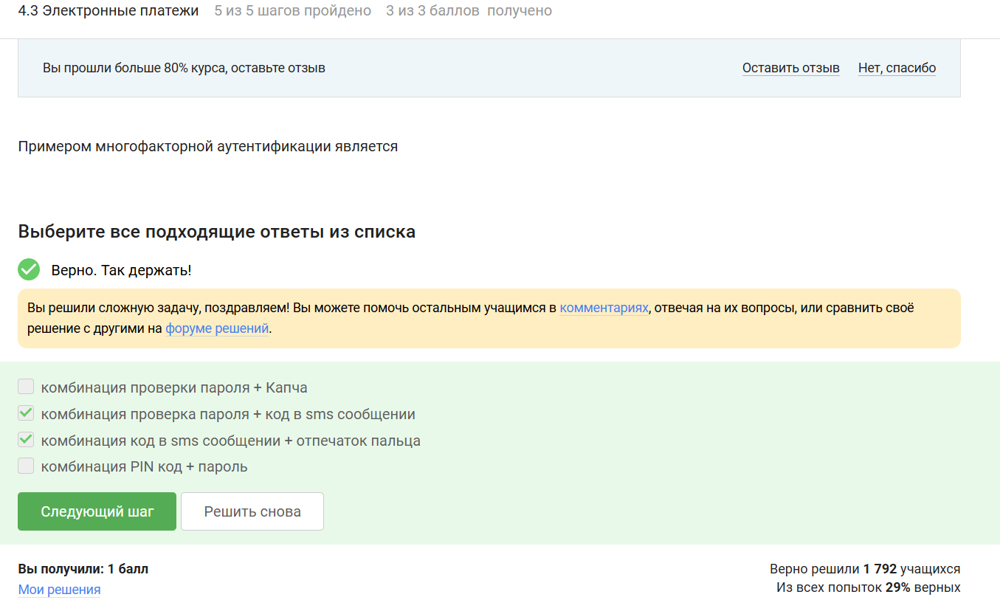 4.3 Электронные платежи 5 из 5 шагов пройдено 3 из 3 баллов получено
Вы прошли больше 80% курса, оставьте отзыв Оставить отзыв Нет, спасибо
Примером многофакторной аутентификации является
Выберите все подходящие ответы из списка
Верно. Так держать!
Вы решили сложную задачу, поздравляем! Вы можете помочь остальным учащимся в комментариях, отвечая на их вопросы, или сравнить своё
решение с другими на форуме решений.
комбинация проверки пароля + Капча
комбинация проверка пароля + код в sms сообщении
комбинация код в sms сообщении + отпечаток пальца
комбинация PIN код + пароль
Следующий шаг Решить снова
Вы получили: 1 балл Верно решили 1 792 учащихся
Мои решения Из всех попыток 29% верных